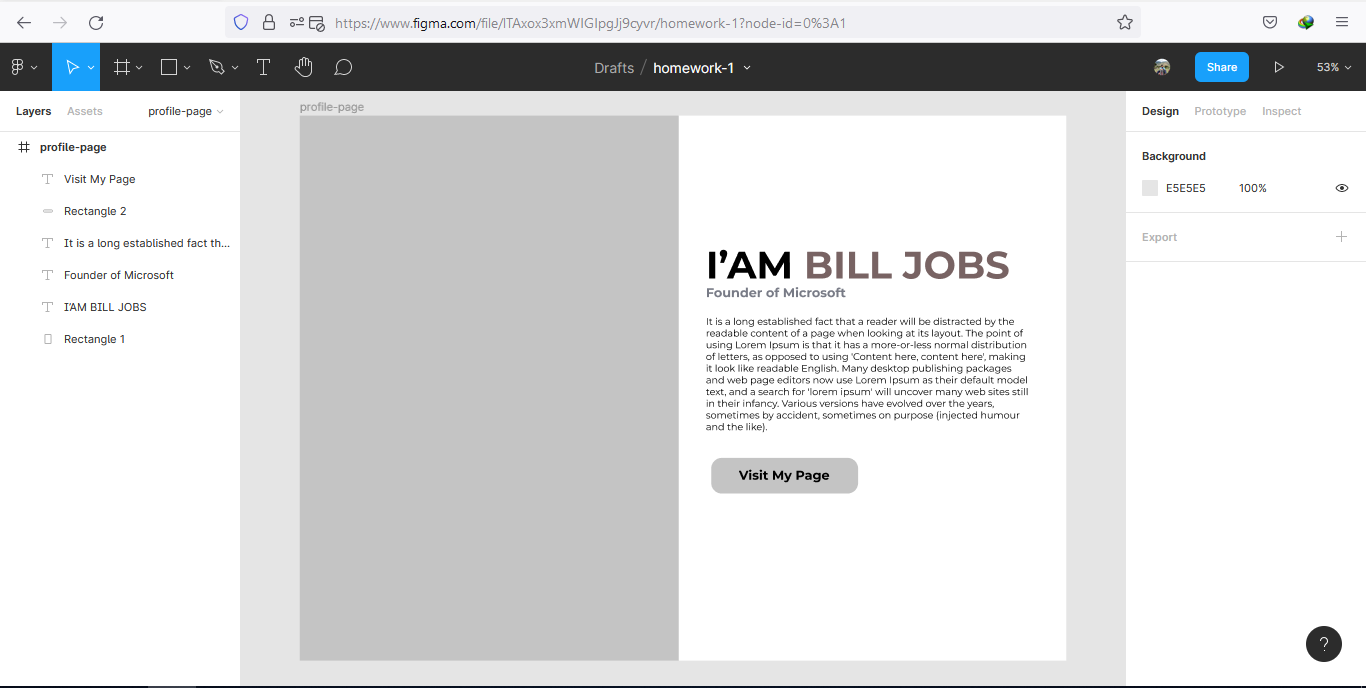 https://www.figma.com/file/lTAxox3xmWIGIpgJj9cyvr/homework-1?node-id=0%3A1
Drafts / homework-1
Share
53%
Layers
Assets
profile-page
profile-page
Visit My Page
Rectangle 2
It is a long established fact th...
Founder of Microsoft
I'AM BILL JOBS
Rectangle 1
profile-page
I’AM BILL JOBS
Founder of Microsoft
It is a long established fact that a reader will be distracted by the
readable content of a page when looking at its layout. The point of
using Lorem Ipsum is that it has a more-or-less normal distribution
of letters, as opposed to using 'Content here, content here', making
it look like readable English. Many desktop publishing packages
and web page editors now use Lorem Ipsum as their default model
text, and a search for 'lorem ipsum' will uncover many web sites still
in their infancy. Various versions have evolved over the years,
sometimes by accident, sometimes on purpose (injected humour
and the like).
Visit My Page
Design
Prototype
Inspect
Background
E5E5E5
100%
Export
?